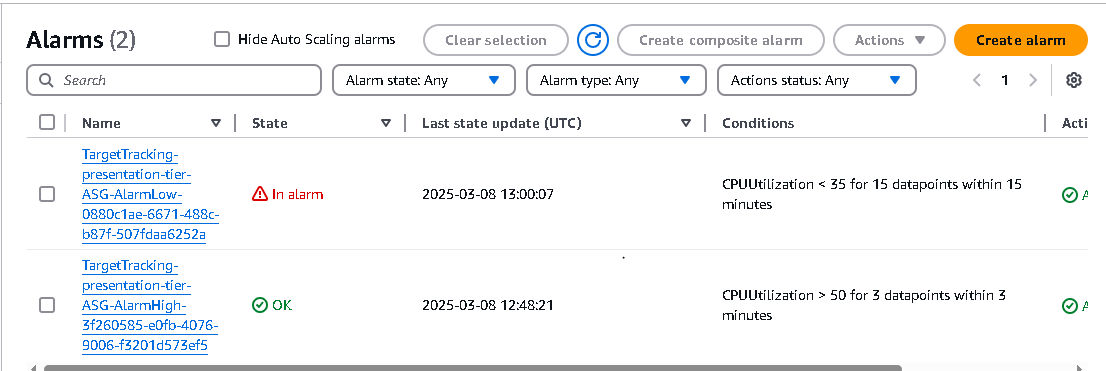 Alarms (2)
Hide Auto Scaling alarms
Clear selection
Create composite alarm
Actions
Create alarm
Search
Alarm state: Any
Alarm type: Any
Actions status: Any
1
Name
State
Last state update (UTC)
Conditions
Acti
TargetTracking-
presentation-tier-
ASG-AlarmLow-
0880c1ae-6671-488c-
b87f-507fdaa6252a
In alarm
2025-03-08 13:00:07
CPUUtilization < 35 for 15 datapoints within 15
minutes
A
TargetTracking-
presentation-tier-
ASG-AlarmHigh-
3f260585-e0fb-4076-
9006-f3201d573ef5
OK
2025-03-08 12:48:21
CPUUtilization > 50 for 3 datapoints within 3
minutes
A